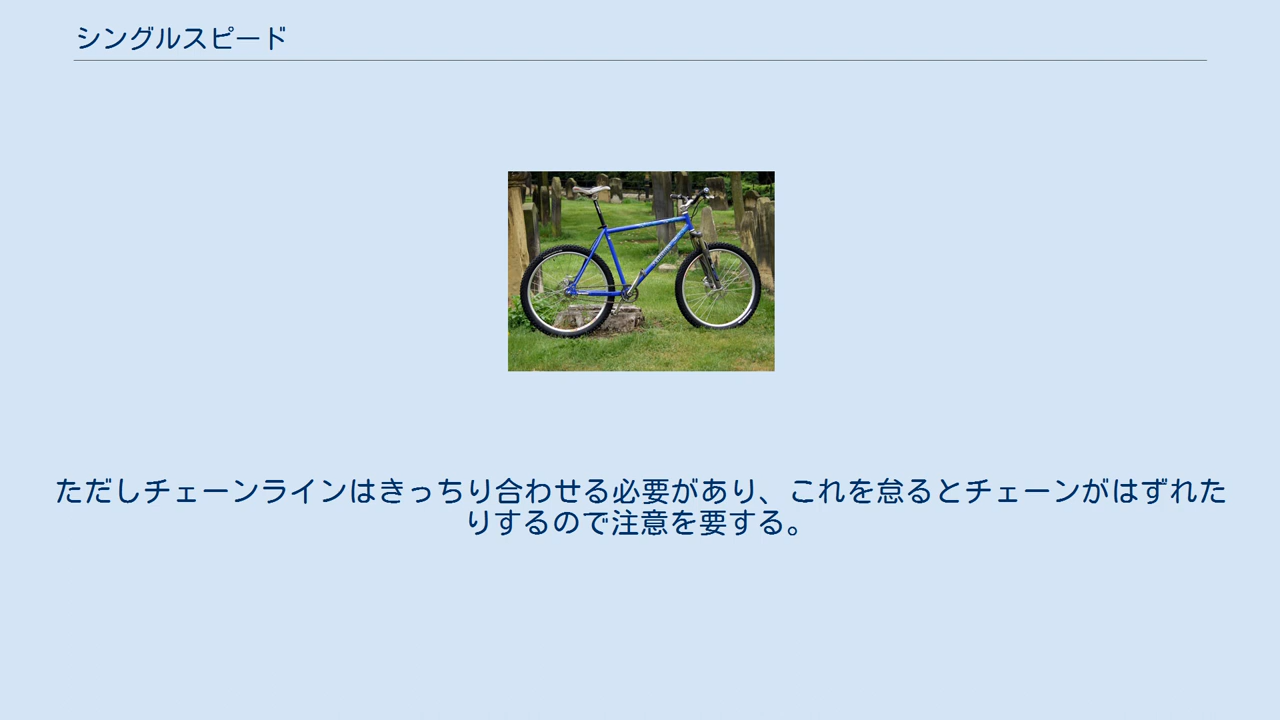 シングルスピード
ただしチェーンラインはきっちり合わせる必要があり、これを怠るとチェーンがはずれた
りするので注意を要する。